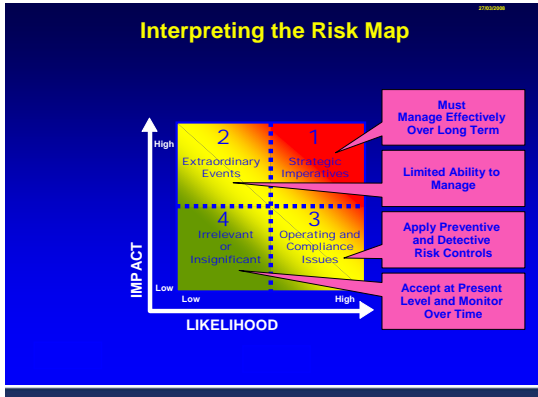 27/03/2008
Interpreting the Risk Map
Must
Manage Effectively
Over Long Term
High
2
1
Extraordinary
Events
Strategic
Imperatives
Limited Ability to
Manage
4
3
Irrelevant
or
Insignificant
Operating and
Compliance
Issues
Apply Preventive
and Detective
Risk Controls
IMPACT
Low
Low
High
Accept at Present
Level and Monitor
Over Time
LIKELIHOOD